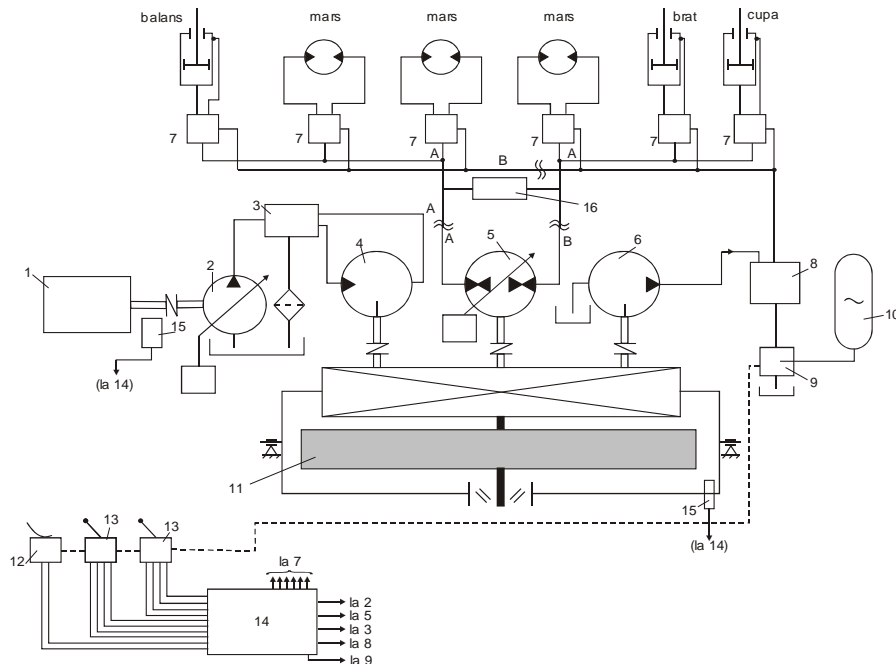 balans mars mars mars brat cupa
7 7 7 7 7 7
A B A
16
A
A B
3 4 5 6
1 2 8
15 10
(la 14) 9
11
15
(la 14)
13 13
12
la 7
14
la 2
la 5
la 3
la 8
la 9